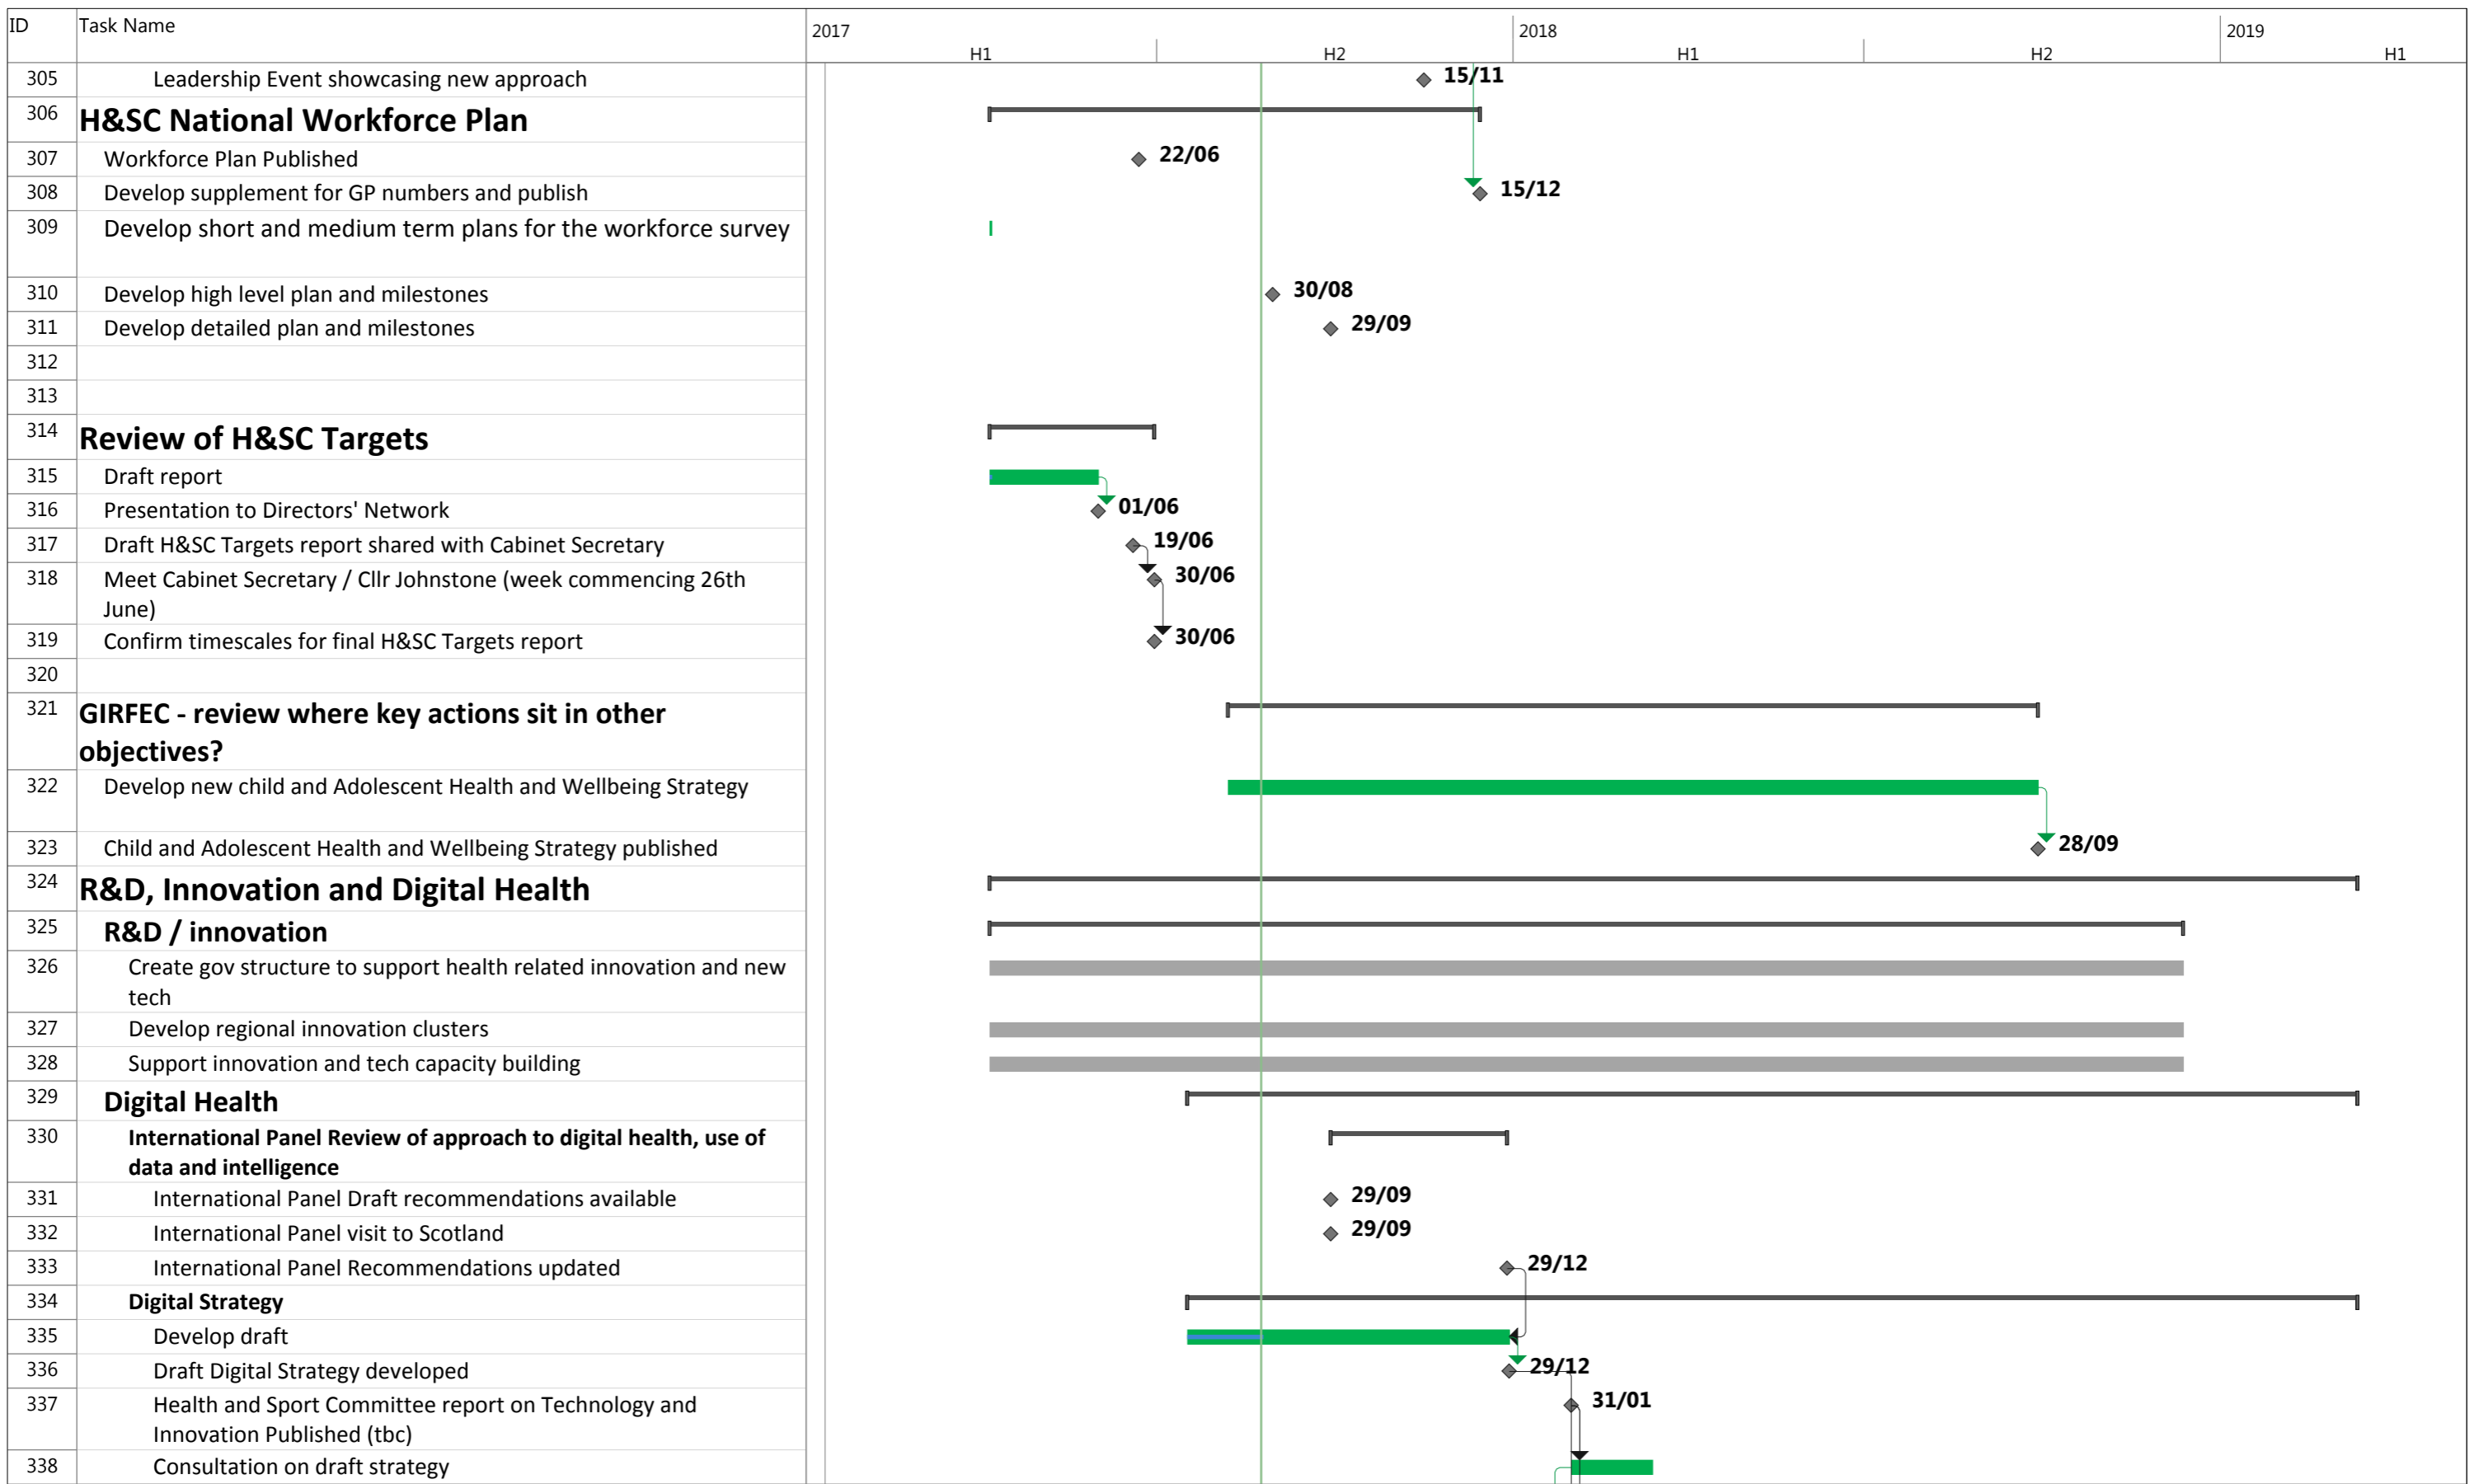 ID Task Name 2017 2018 2019
H1 H2 H1 H2 H1
305 Leadership Event showcasing new approach 15/11
306 H&SC National Workforce Plan
307 Workforce Plan Published 22/06
308 Develop supplement for GP numbers and publish 15/12
309 Develop short and medium term plans for the workforce survey
310 Develop high level plan and milestones 30/08
311 Develop detailed plan and milestones 29/09
312
313
314 Review of H&SC Targets
315 Draft report
316 Presentation to Directors' Network 01/06
317 Draft H&SC Targets report shared with Cabinet Secretary 19/06
318 Meet Cabinet Secretary / Cllr Johnstone (week commencing 26th 30/06
June)
319 Confirm timescales for final H&SC Targets report 30/06
320
321 GIRFEC - review where key actions sit in other
objectives?
322 Develop new child and Adolescent Health and Wellbeing Strategy
323 Child and Adolescent Health and Wellbeing Strategy published 28/09
324 R&D, Innovation and Digital Health
325 R&D / innovation
326 Create gov structure to support health related innovation and new
tech
327 Develop regional innovation clusters
328 Support innovation and tech capacity building
329 Digital Health
330 International Panel Review of approach to digital health, use of
data and intelligence
331 International Panel Draft recommendations available 29/09
332 International Panel visit to Scotland 29/09
333 International Panel Recommendations updated 29/12
334 Digital Strategy
335 Develop draft
336 Draft Digital Strategy developed 29/12
337 Health and Sport Committee report on Technology and 31/01
Innovation Published (tbc)
338 Consultation on draft strategy